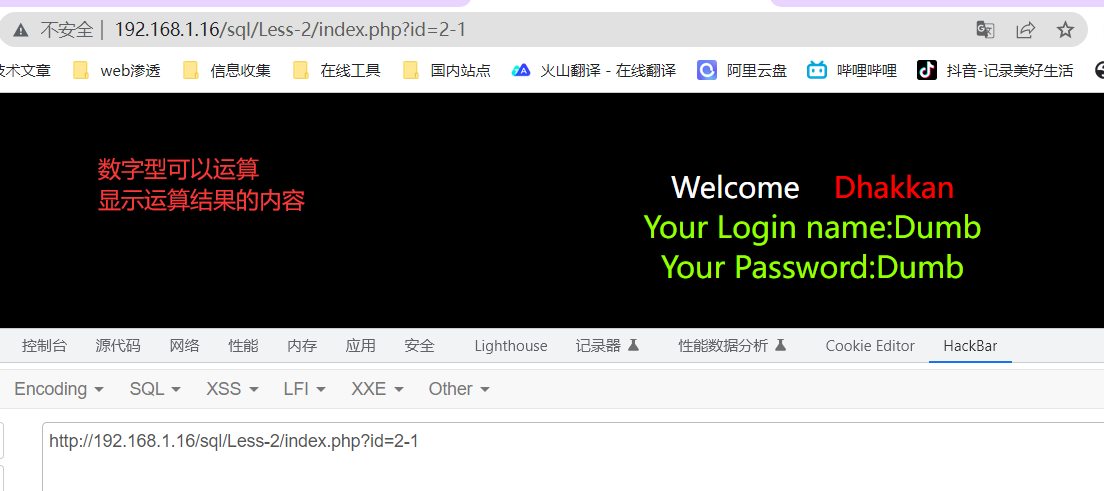 不安全 | 192.168.1.16/sql/Less-2/index.php?id=2-1
技术文章 web渗透 信息收集 在线工具 国内站点 火山翻译 - 在线翻译 阿里云盘 哔哩哔哩 抖音-记录美好生活
数字型可以运算
显示运算结果的内容
Welcome Dhakkan
Your Login name:Dumb
Your Password:Dumb
控制台 源代码 网络 性能 内存 应用 安全 Lighthouse 记录器 性能数据分析 Cookie Editor HackBar
Encoding SQL XSS LFI XXE Other
http://192.168.1.16/sql/Less-2/index.php?id=2-1